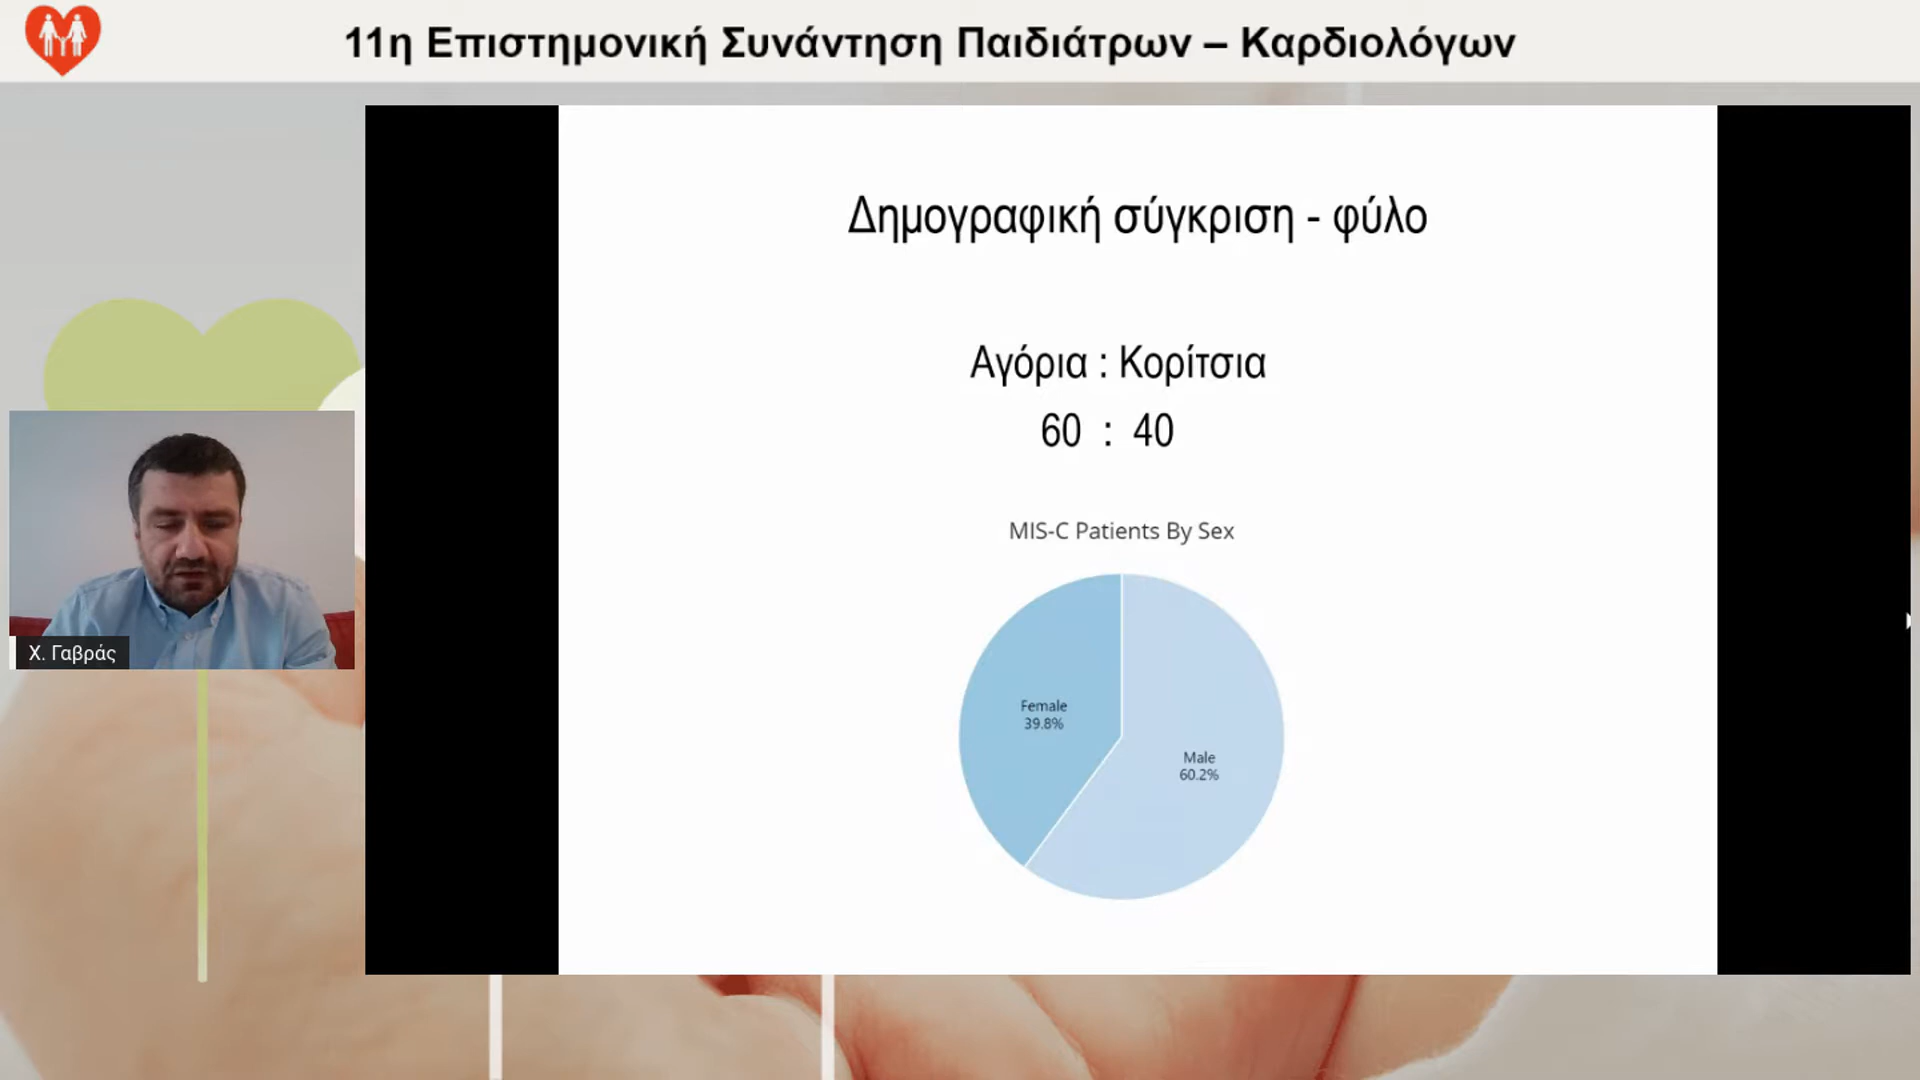 11η Επιστημονική Συνάντηση Παιδιάτρων – Καρδιολόγων
Δημογραφική σύγκριση - φύλο
Αγόρια : Κορίτσια
60 : 40
MIS-C Patients By Sex
Female
39.8%
Male
60.2%
Χ. Γαβράς